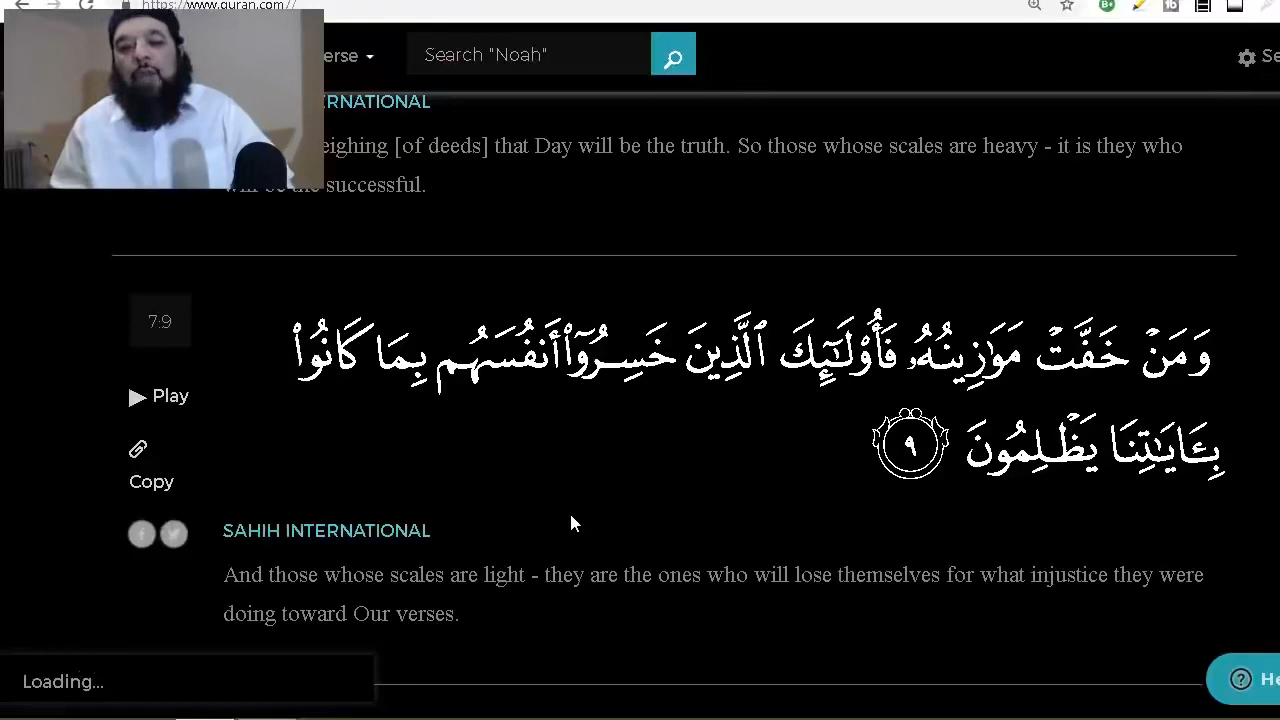 https://www.quran.com//
erse
Search "Noah"
Se
RNATIONAL
eighing [of deeds] that Day will be the truth. So those whose scales are heavy - it is they who
will be the successful.
7:9
وَمَنْ خَفَّتْ مَوَٰزِينُهُۥ فَأُو۟لَـٰٓئِكَ ٱلَّذِينَ خَسِرُوٓا۟ أَنفُسَهُم بِمَا كَانُوا۟
بِـَٔايَـٰتِنَا يَظْلِمُونَ ٩
Play
Copy
SAHIH INTERNATIONAL
And those whose scales are light - they are the ones who will lose themselves for what injustice they were
doing toward Our verses.
Loading...
He